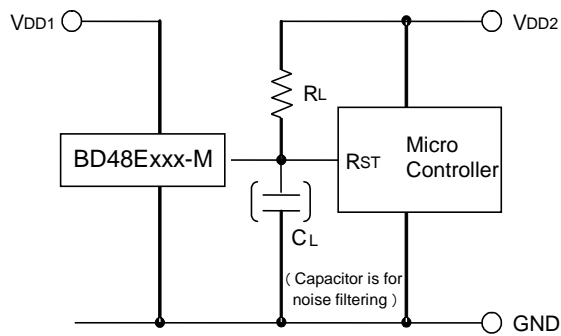 VDD1
VDD2
RL
BD48Exxx-M
RST
Micro
Controller
CL
( Capacitor is for
noise filtering )
GND